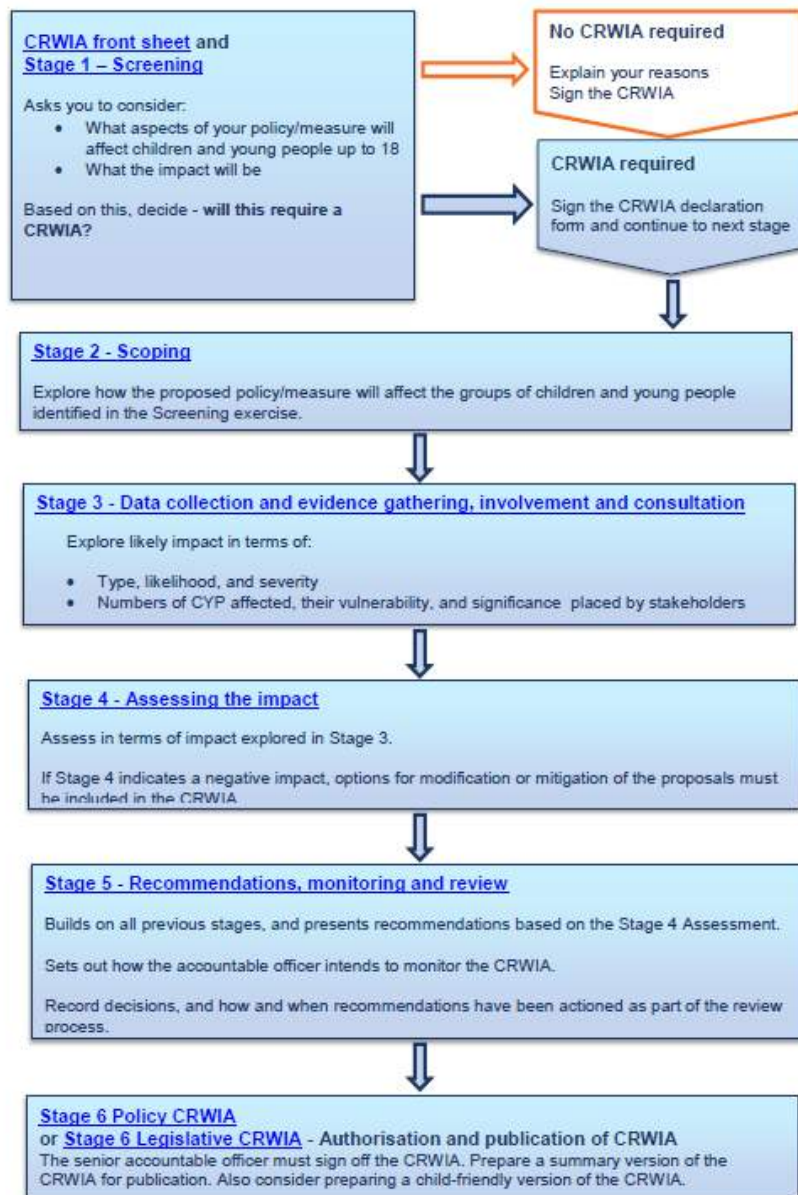 CRWIA front sheet and
Stage 1 – Screening
Asks you to consider:
• What aspects of your policy/measure will
affect children and young people up to 18
• What the impact will be
Based on this, decide - will this require a
CRWIA?
No CRWIA required
Explain your reasons
Sign the CRWIA
CRWIA required
Sign the CRWIA declaration
form and continue to next stage
Stage 2 - Scoping
Explore how the proposed policy/measure will affect the groups of children and young people
identified in the Screening exercise.
Stage 3 - Data collection and evidence gathering, involvement and consultation
Explore likely impact in terms of:
• Type, likelihood, and severity
• Numbers of CYP affected, their vulnerability, and significance placed by stakeholders
Stage 4 - Assessing the impact
Assess in terms of impact explored in Stage 3.
If Stage 4 indicates a negative impact, options for modification or mitigation of the proposals must
be included in the CRWIA
Stage 5 - Recommendations, monitoring and review
Builds on all previous stages, and presents recommendations based on the Stage 4 Assessment.
Sets out how the accountable officer intends to monitor the CRWIA.
Record decisions, and how and when recommendations have been actioned as part of the review
process.
Stage 6 Policy CRWIA
or Stage 6 Legislative CRWIA - Authorisation and publication of CRWIA
The senior accountable officer must sign off the CRWIA. Prepare a summary version of the
CRWIA for publication. Also consider preparing a child-friendly version of the CRWIA.